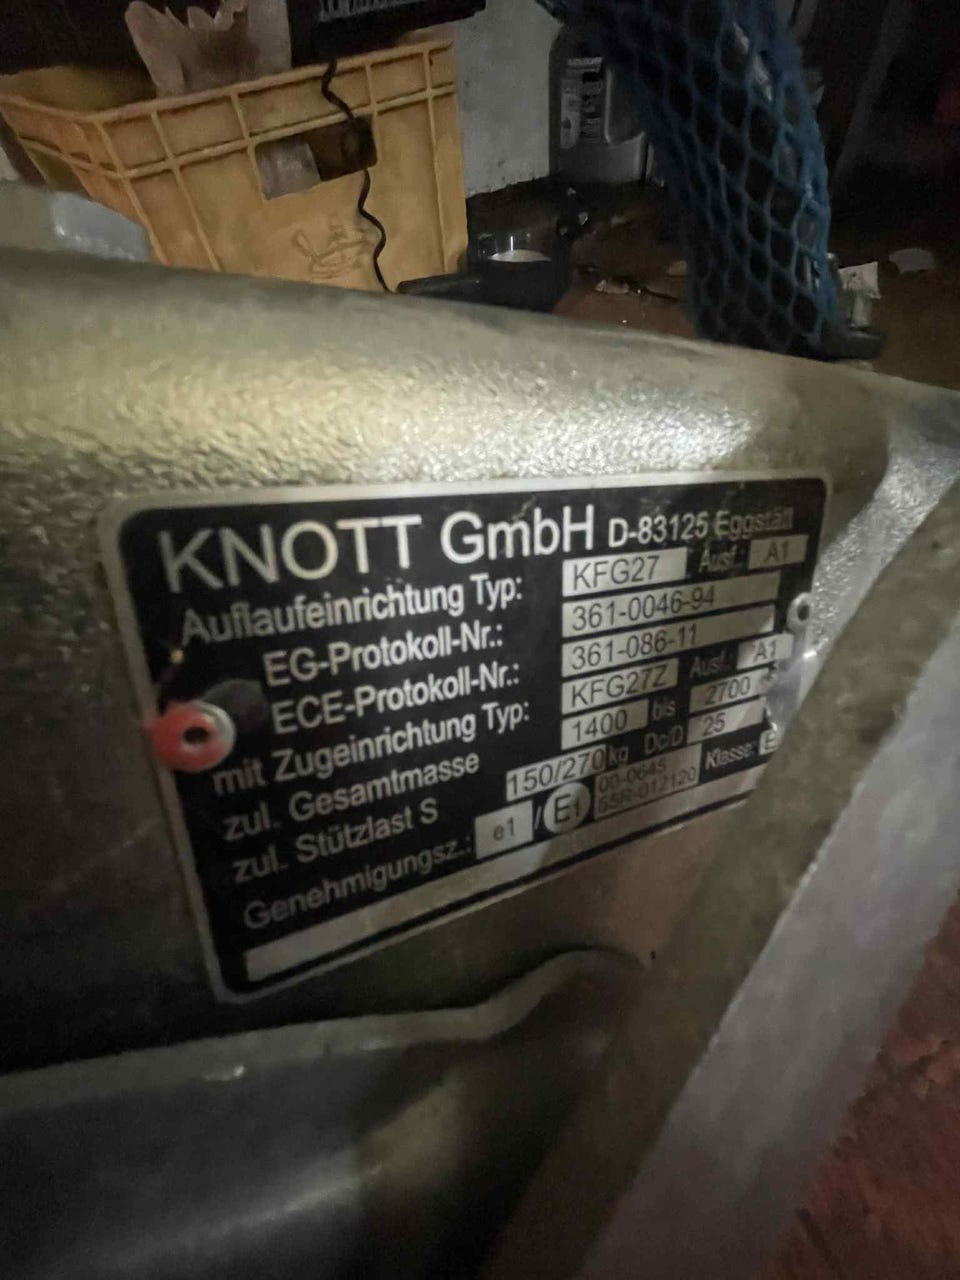 KNOTT GmbH D-83125 Eggstätt
Auflaufeinrichtung Typ: KFG27 Ausf.: A1
EG-Protokoll-Nr.: 361-0046-94
ECE-Protokoll-Nr.: 361-086-11
mit Zugeinrichtung Typ: KFG27Z Ausf.: A1
zul. Gesamtmasse 1400 bis 2700
zul. Stützlast S 150/270 kg Dc/D 25
Genehmigungsz.: e1 / E1 00-0645 Klasse: E
55R-012120